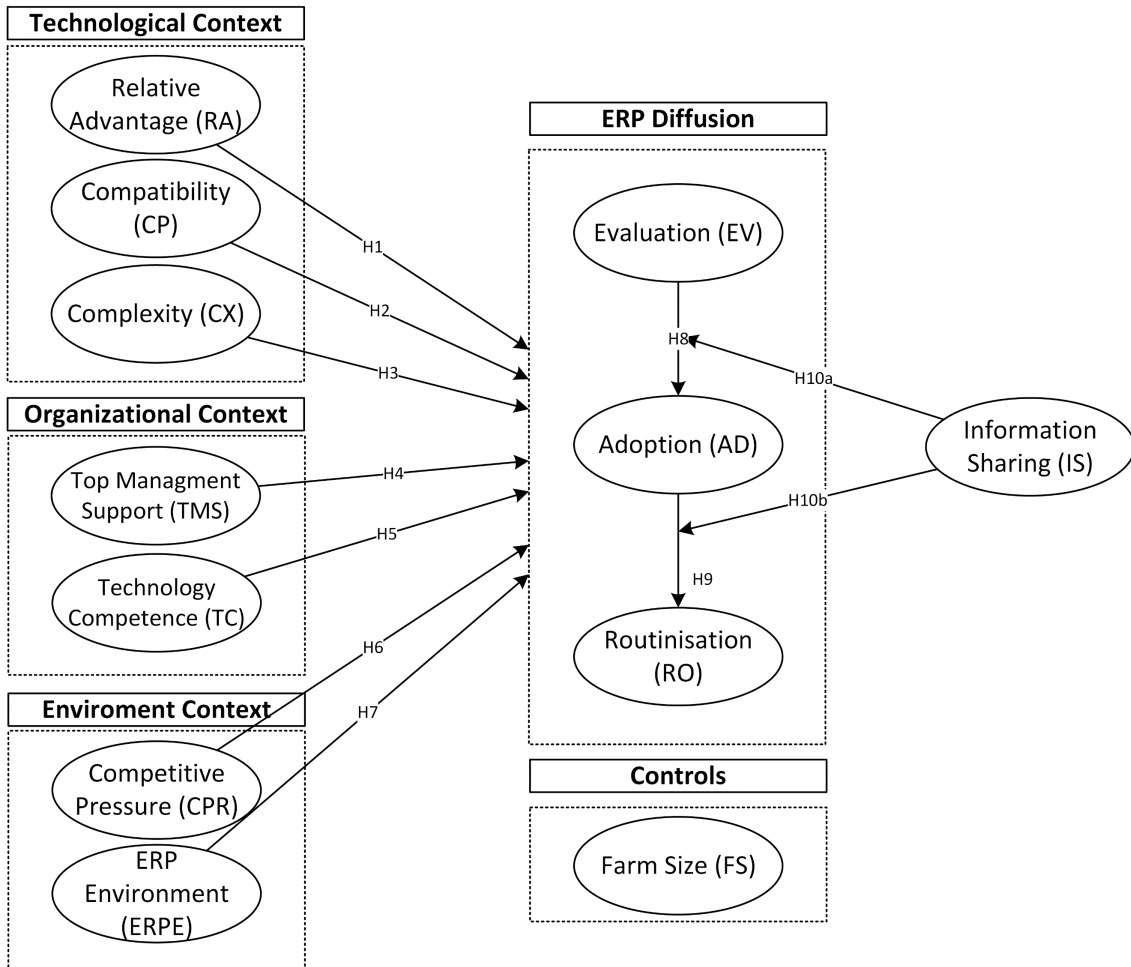 Technological Context
Relative
Advantage (RA)
Compatibility
(CP)
Complexity (CX)
H1
H2
H3
Organizational Context
Top Managment
Support (TMS)
Technology
Competence (TC)
H4
H5
Enviroment Context
Competitive
Pressure (CPR)
ERP
Environment
(ERPE)
H6
H7
ERP Diffusion
Evaluation (EV)
H8
Adoption (AD)
H9
Routinisation
(RO)
H10a
H10b
Information
Sharing (IS)
Controls
Farm Size (FS)